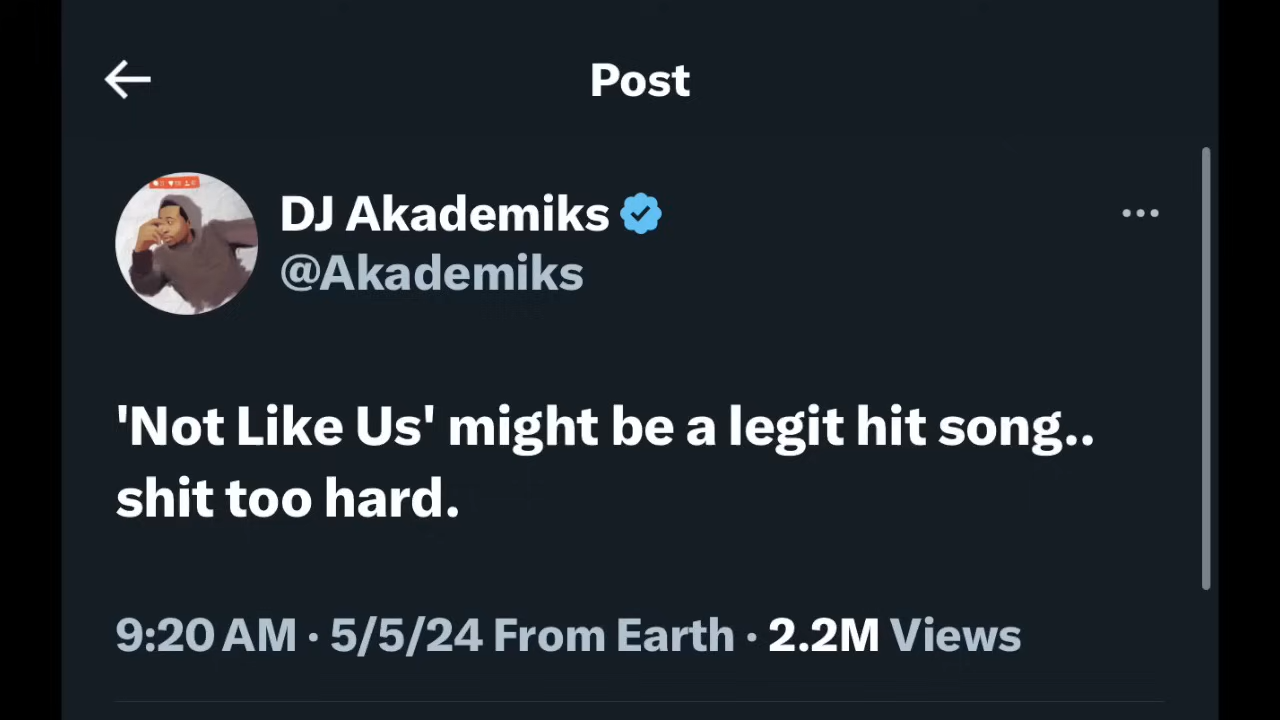 Post
DJ Akademiks
@Akademiks
'Not Like Us' might be a legit hit song..
shit too hard.
9:20 AM · 5/5/24 From Earth · 2.2M Views